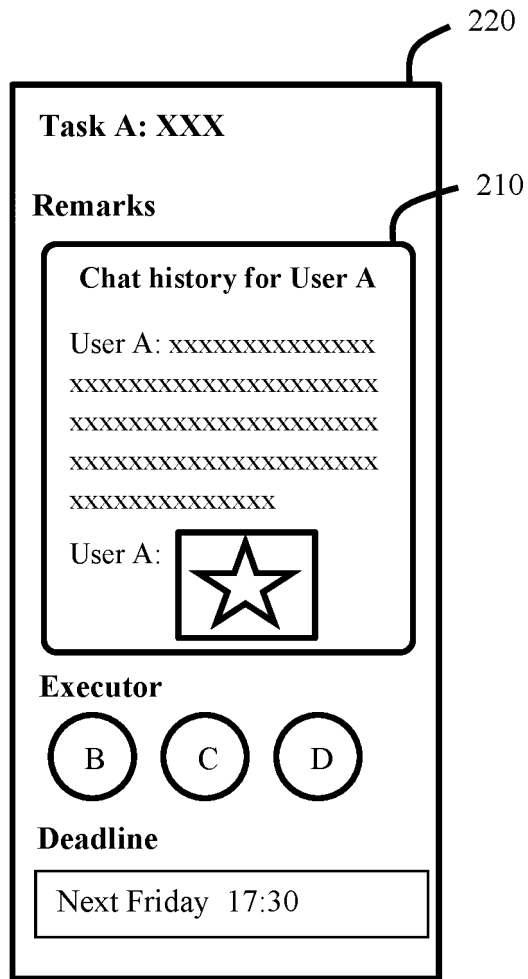 220
Task A: XXX
210
Remarks
Chat history for User A
User A: xxxxxxxxxxxxxx
xxxxxxxxxxxxxxxxxxxxx
xxxxxxxxxxxxxxxxxxxxx
xxxxxxxxxxxxxxxxxxxxx
xxxxxxxxxxxxxx
User A:
Executor
B C D
Deadline
Next Friday 17:30